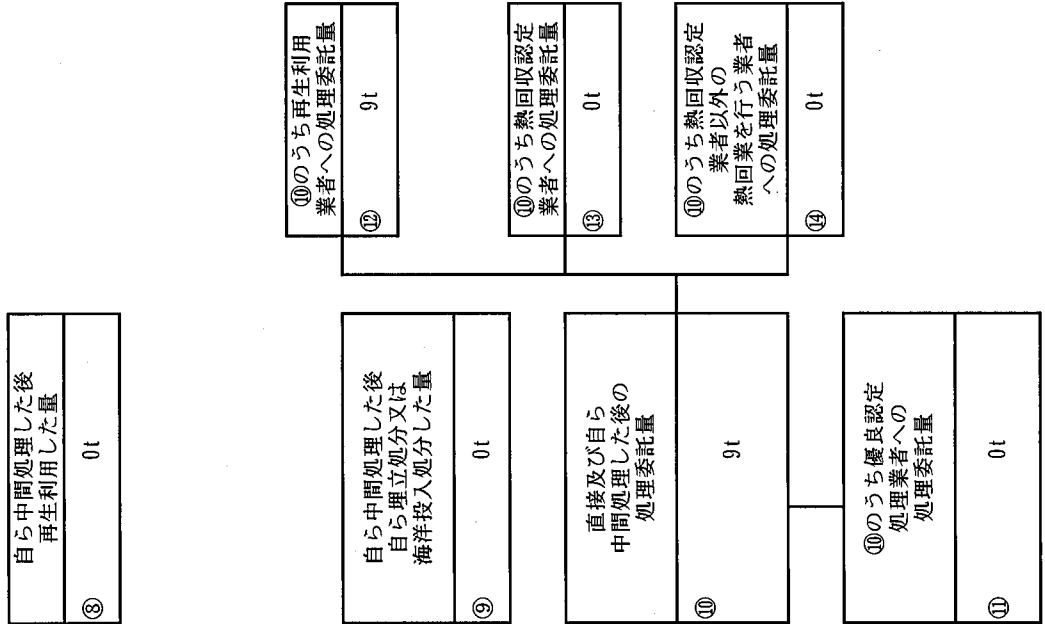 自ら中間処理した後
再生利用した量
⑧ 0t
自ら中間処理した後
自ら埋立処分又は
海洋投入処分した量
⑨ 0t
直接及び自ら
中間処理した後の
処理委託量
⑩ 9t
⑩のうち優良認定
処理業者への
処理委託量
⑪ 0t
⑩のうち再生利用
業者への処理委託量
⑫ 9t
⑩のうち熱回収認定
業者への処理委託量
⑬ 0t
⑩のうち熱回収認定
業者以外の
熱回業を行う業者
への処理委託量
⑭ 0t